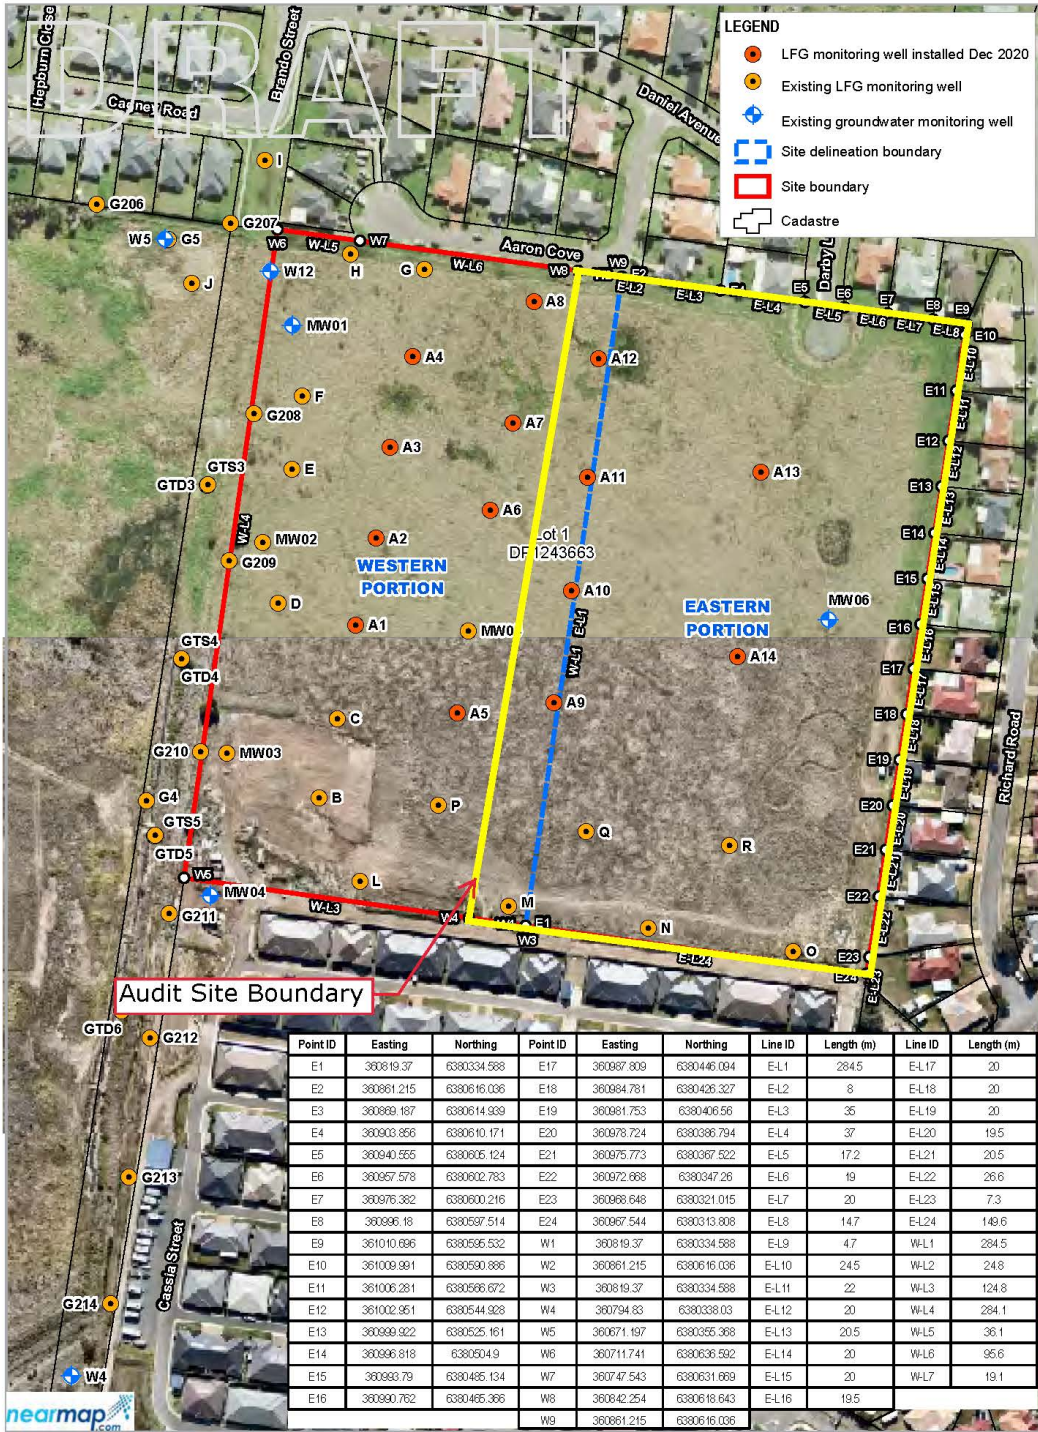 DRAFT
LEGEND
LFG monitoring well installed Dec 2020
Existing LFG monitoring well
Existing groundwater monitoring well
Site delineation boundary
Site boundary
Cadastre
Hepburn Close
Cagney Road
Brando Street
Daniel Avenue
Aaron Cove
Richard Road
Cassia Street
I
G206
G207
W5
G5
W6
W-L5
W7
W8
W9
E2
H
G
W-L6
W12
J
A8
E-L2
E-L3
E-L4
E5
E-L5
E6
E-L6
E7
E-L7
E8
E-L8
E9
E10
E-L10
MW01
A4
A12
E11
E-L11
F
G208
A7
E12
E-L12
A3
GTS3
E
GTD3
A11
A13
E13
E-L13
A6
W-L4
MW02
A2
Lot 1
DP1243663
E14
E-L14
G209
WESTERN
PORTION
EASTERN
PORTION
A10
E15
E-L15
D
MW06
A1
E-L1
W-L1
E16
E-L16
GTS4
GTD4
A14
E17
E-L17
C
A5
A9
E18
E-L18
G210
MW03
E19
E-L19
G4
B
P
E20
E-L20
GTS5
GTD5
Q
R
E21
E-L21
W5
MW04
L
W-L3
W4
M
E1
W3
N
E-L24
O
E22
E-L22
E23
E24
E-L23
G211
Audit Site Boundary
GTD6
G212
G213
G214
W4
Point ID Easting Northing Point ID Easting Northing Line ID Length (m) Line ID Length (m)
E1 360819.37 6380334.588 E17 360987.809 6380446.094 E-L1 284.5 E-L17 20
E2 360861.215 6380616.036 E18 360984.781 6380426.327 E-L2 8 E-L18 20
E3 360869.187 6380614.939 E19 360981.753 6380406.56 E-L3 35 E-L19 20
E4 360903.856 6380610.171 E20 360978.724 6380386.794 E-L4 37 E-L20 19.5
E5 360940.555 6380605.124 E21 360975.773 6380367.522 E-L5 17.2 E-L21 20.5
E6 360957.578 6380602.783 E22 360972.668 6380347.26 E-L6 19 E-L22 26.6
E7 360976.382 6380600.216 E23 360968.648 6380321.015 E-L7 20 E-L23 7.3
E8 360996.18 6380597.514 E24 360967.544 6380313.808 E-L8 14.7 E-L24 149.6
E9 361010.696 6380595.532 W1 360819.37 6380334.588 E-L9 4.7 W-L1 284.5
E10 361009.991 6380590.886 W2 360861.215 6380616.036 E-L10 24.5 W-L2 24.8
E11 361006.281 6380566.672 W3 360819.37 6380334.588 E-L11 22 W-L3 124.8
E12 361002.951 6380544.928 W4 360794.83 6380338.03 E-L12 20 W-L4 284.1
E13 360999.922 6380525.161 W5 360671.197 6380355.368 E-L13 20.5 W-L5 36.1
E14 360996.818 6380504.9 W6 360711.741 6380636.592 E-L14 20 W-L6 95.6
E15 360993.79 6380485.134 W7 360747.543 6380631.669 E-L15 20 W-L7 19.1
E16 360990.762 6380465.366 W8 360842.254 6380618.643 E-L16 19.5
W9 360861.215 6380616.036
nearmap
.com